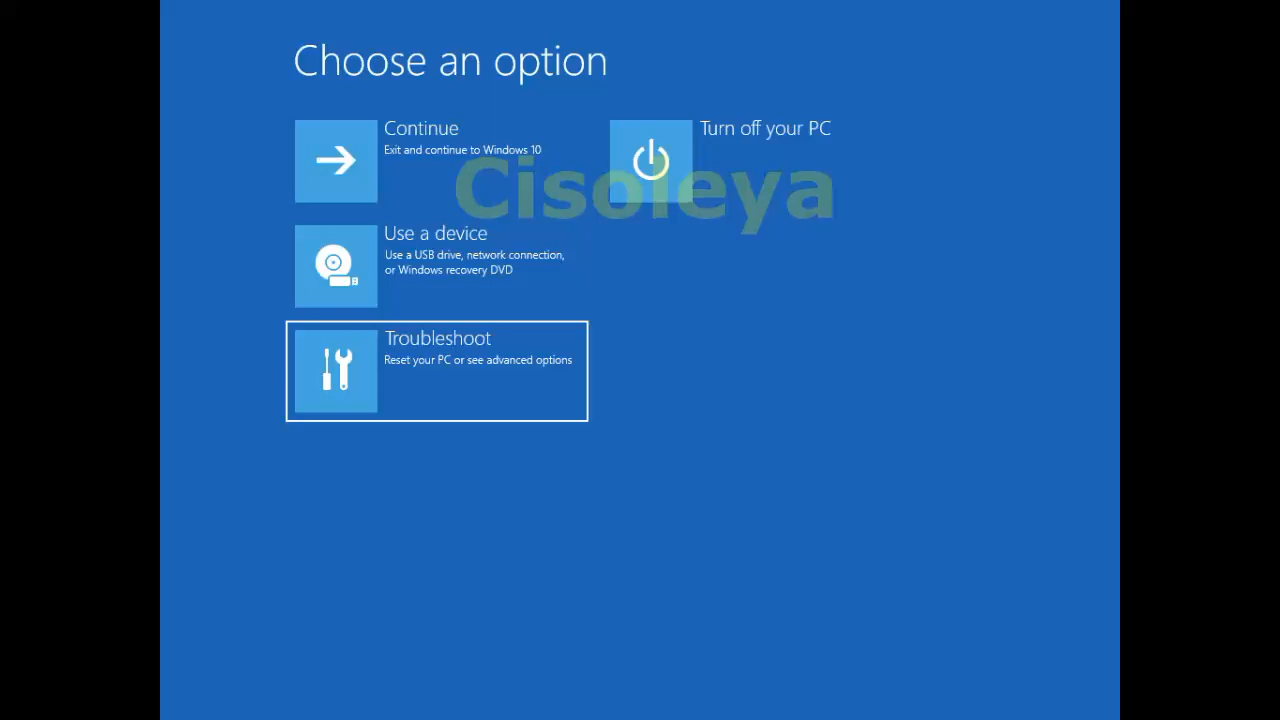 Choose an option
Continue
Exit and continue to Windows 10
Turn off your PC
Cisoleya
Use a device
Use a USB drive, network connection,
or Windows recovery DVD
Troubleshoot
Reset your PC or see advanced options